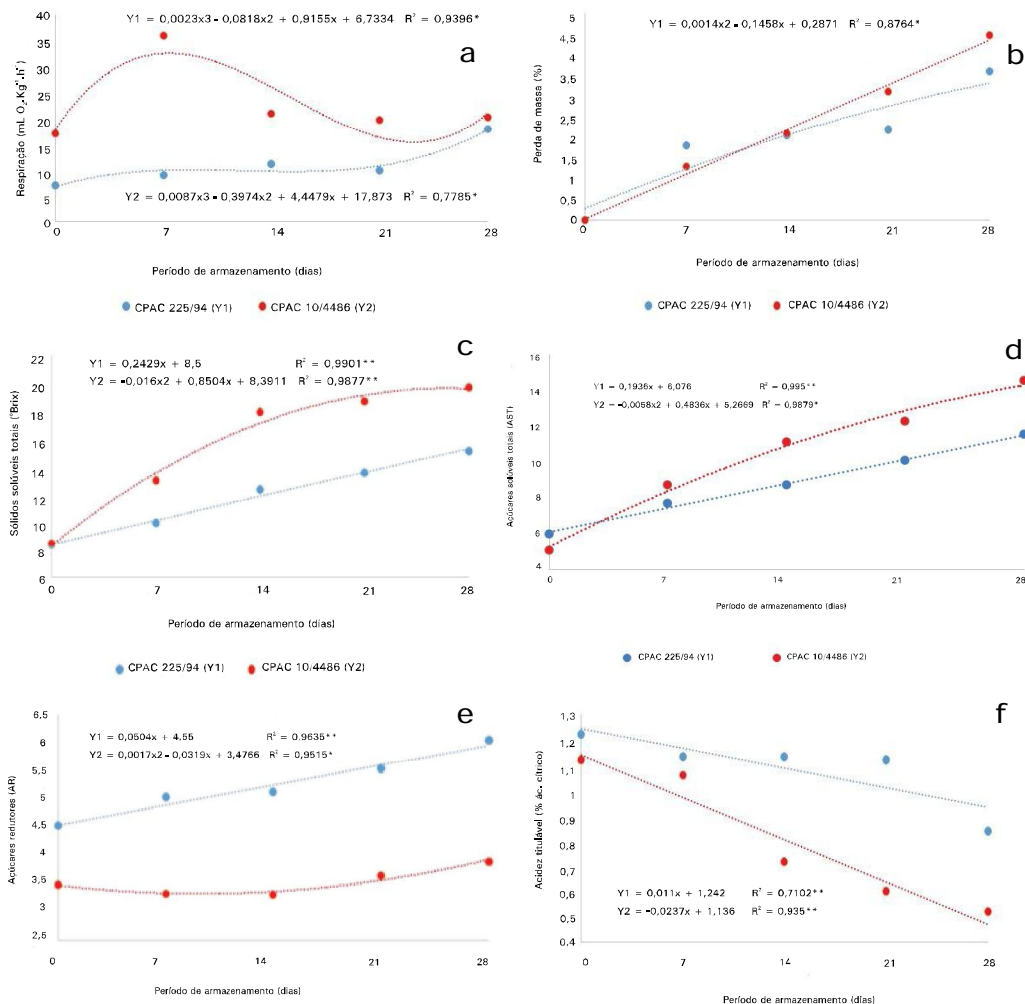 Y1 = 0,0023x3 - 0,0818x2 + 0,9155x + 6,7334 R² = 0,9396*
a
Respiração (mL O₂.Kg⁻¹.h⁻¹)
40
35
30
25
20
15
10
5
0
Y2 = 0,0087x3 - 0,3974x2 + 4,4479x + 17,873 R² = 0,7785*
0 7 14 21 28
Período de armazenamento (dias)
Y1 = 0,0014x2 - 0,1458x + 0,2871 R² = 0,8764*
b
Perda de massa (%)
5
4,5
4
3,5
3
2,5
2
1,5
0
0 7 14 21 28
Período de armazenamento (dias)
CPAC 225/94 (Y1) CPAC 10/4486 (Y2)
CPAC 225/94 (Y1) CPAC 10/4486 (Y2)
c
Y1 = 0,2429x + 8,5 R² = 0,9901**
Y2 = -0,016x2 + 0,8504x + 8,3911 R² = 0,9877**
Sólidos solúveis totais (°Brix)
22
20
18
16
14
12
10
8
6
0 7 14 21 28
Período de armazenamento (dias)
d
Y1 = 0,1936x + 6,076 R² = 0,995**
Y2 = -0,0058x2 + 0,4836x + 5,2669 R² = 0,9879*
Açúcares solúveis totais (AST)
16
14
12
10
8
6
4
0 7 14 21 28
Período de armazenamento (dias)
CPAC 225/94 (Y1) CPAC 10/4486 (Y2)
CPAC 225/94 (Y1) CPAC 10/4486 (Y2)
e
Y1 = 0,0504x + 4,55 R² = 0,9635**
Y2 = 0,0017x2 - 0,0319x + 3,4766 R² = 0,9515*
Açúcares redutores (AR)
6,5
6
5,5
5
4,5
4
3,5
3
2,5
0 7 14 21 28
Período de armazenamento (dias)
f
Acidez titulável (% ác. cítrico)
1,3
1,2
1,1
1
0,9
0,8
0,7
0,6
0,5
0.4
Y1 = 0,011x + 1,242 R² = 0,7102**
Y2 = -0,0237x + 1,136 R² = 0,935**
0 7 14 21 28
Período de armazenamento (dias)